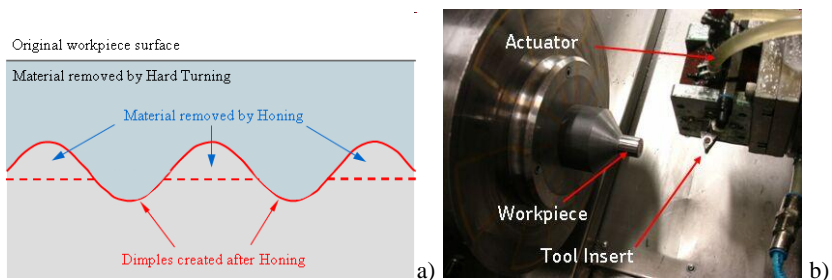 Original workpiece surface
Material removed by Hard Turning
Material removed by Honing
Dimples created after Honing
a)
Actuator
Workpiece
Tool Insert
b)